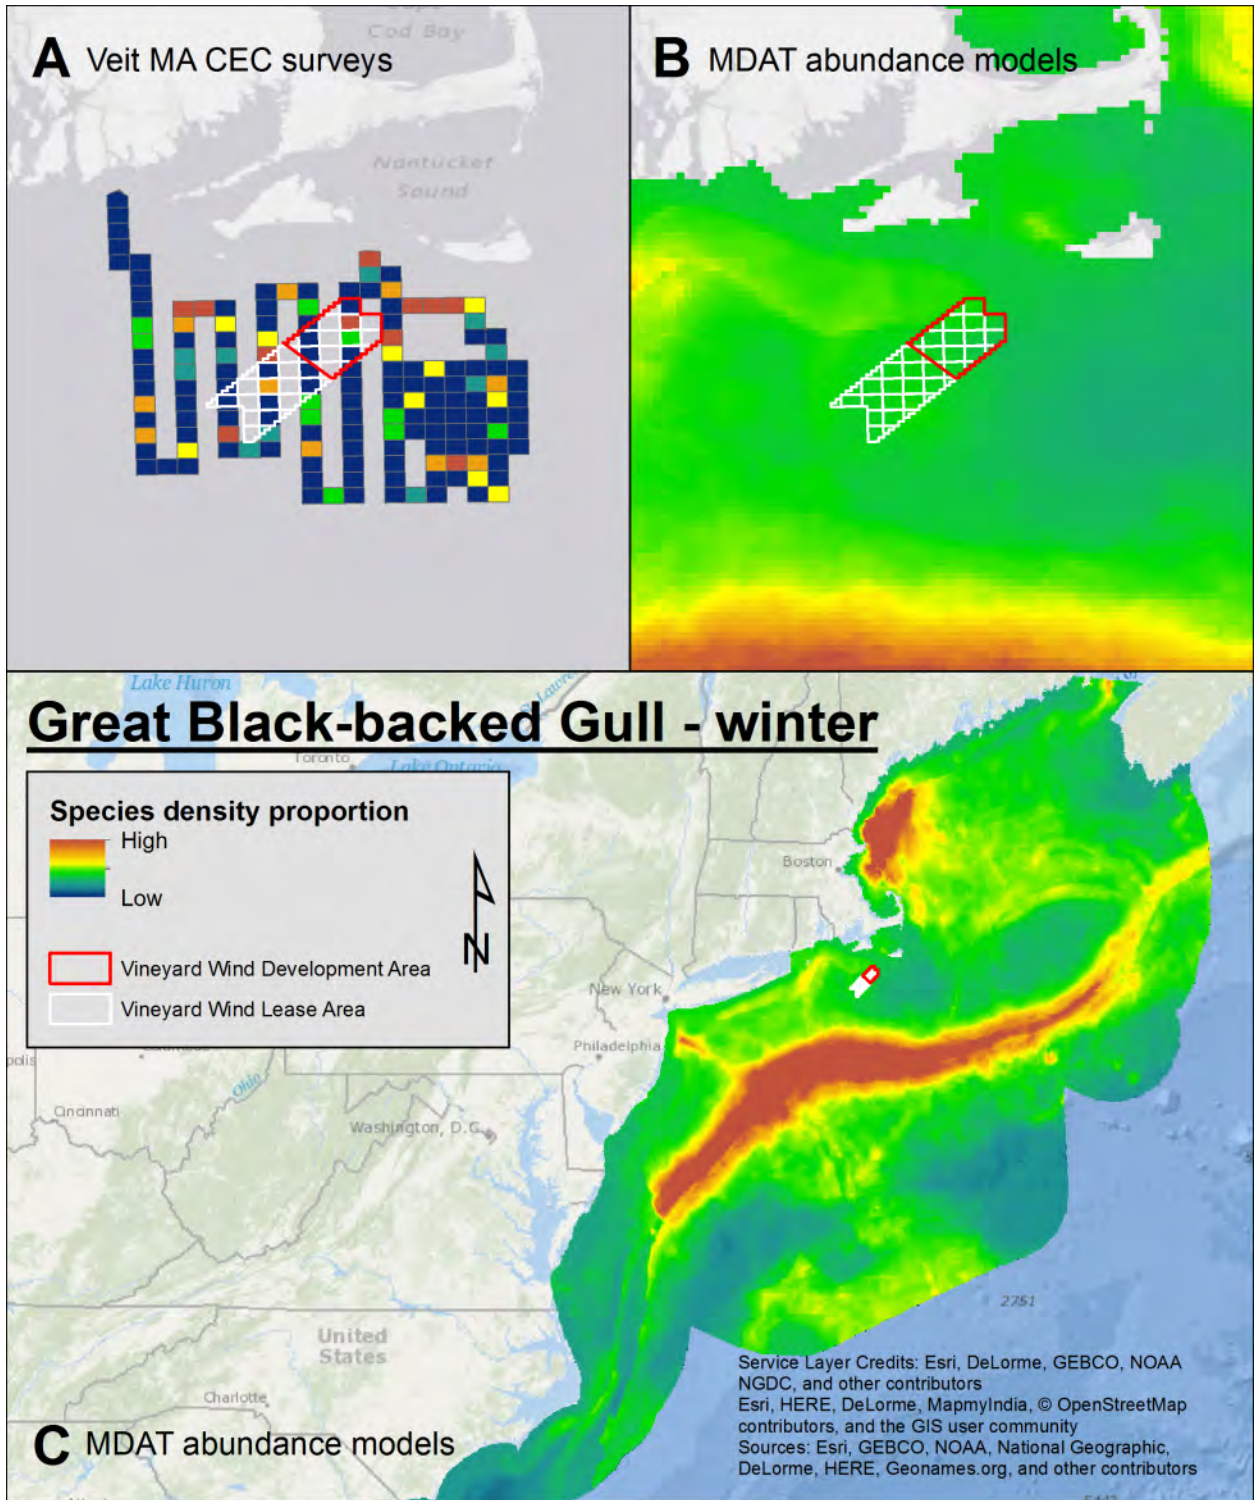 Cod Bay
A Veit MA CEC surveys
B MDAT abundance models
Nantucket
Sound
Lake Huron
Great Black-backed Gull - winter
Toronto
Lake Ontario
Species density proportion
High
Low
N
Vineyard Wind Development Area
Vineyard Wind Lease Area
Boston
New York
Philadelphia
Ohio
Cincinnati
Washington, D.C.
2751
United
States
Charlotte
Service Layer Credits: Esri, DeLorme, GEBCO, NOAA
NGDC, and other contributors
Esri, HERE, DeLorme, MapmyIndia, © OpenStreetMap
contributors, and the GIS user community
Sources: Esri, GEBCO, NOAA, National Geographic,
DeLorme, HERE, Geonames.org, and other contributors
C MDAT abundance models